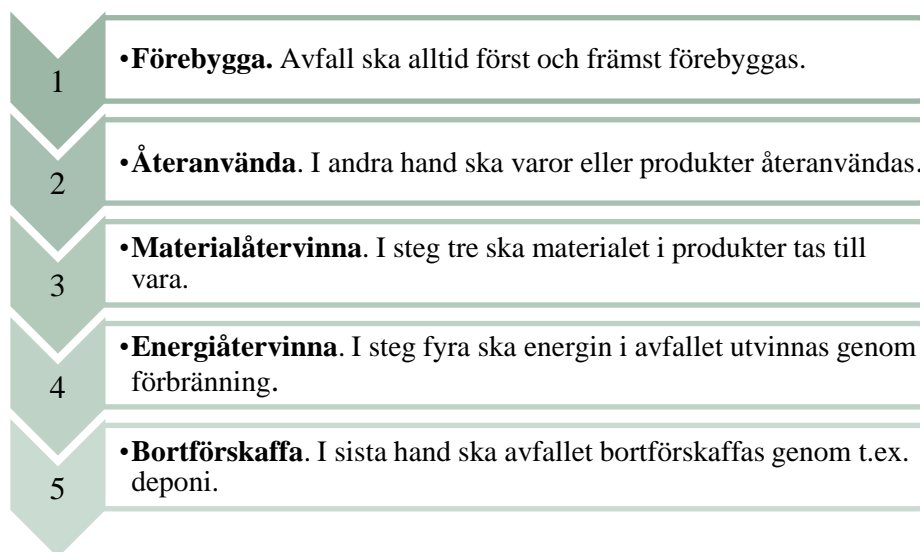 1
•Förebygga. Avfall ska alltid först och främst förebyggas.
2
•Återanvända. I andra hand ska varor eller produkter återanvändas.
3
•Materialåtervinna. I steg tre ska materialet i produkter tas till
vara.
4
•Energiåtervinna. I steg fyra ska energin i avfallet utvinnas genom
förbränning.
5
•Bortförskaffa. I sista hand ska avfallet bortförskaffas genom t.ex.
deponi.